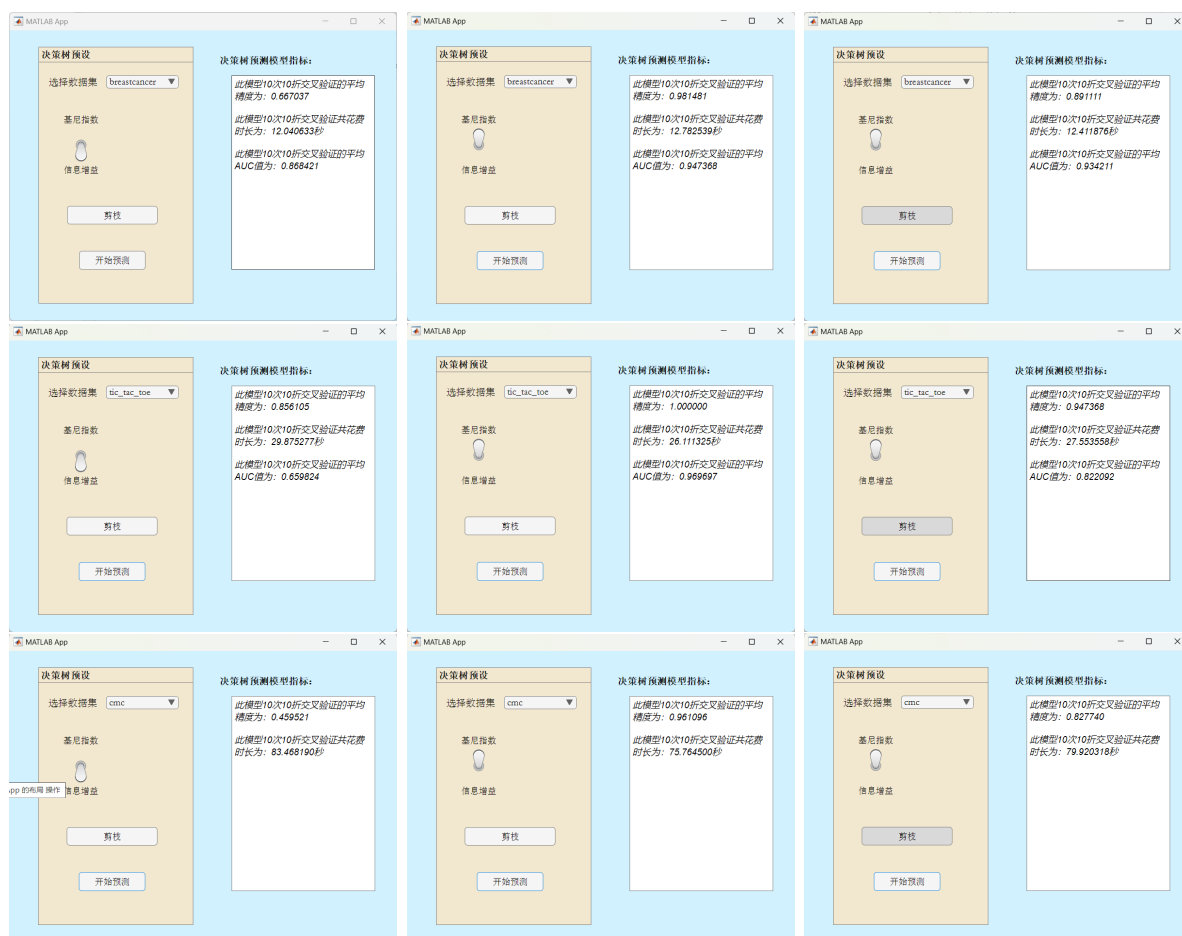 MATLAB App
决策树预设
选择数据集 breastcancer
基尼指数
信息增益
剪枝
开始预测
决策树预测模型指标：
此模型10次10折交叉验证的平均
精度为：0.667037
此模型10次10折交叉验证共花费
时长为：12.040633秒
此模型10次10折交叉验证的平均
AUC值为：0.868421
MATLAB App
决策树预设
选择数据集 breastcancer
基尼指数
信息增益
剪枝
开始预测
决策树预测模型指标：
此模型10次10折交叉验证的平均
精度为：0.981481
此模型10次10折交叉验证共花费
时长为：12.782539秒
此模型10次10折交叉验证的平均
AUC值为：0.947368
MATLAB App
决策树预设
选择数据集 breastcancer
基尼指数
信息增益
剪枝
开始预测
决策树预测模型指标：
此模型10次10折交叉验证的平均
精度为：0.891111
此模型10次10折交叉验证共花费
时长为：12.411876秒
此模型10次10折交叉验证的平均
AUC值为：0.934211
MATLAB App
决策树预设
选择数据集 tic_tac_toe
基尼指数
信息增益
剪枝
开始预测
决策树预测模型指标：
此模型10次10折交叉验证的平均
精度为：0.856105
此模型10次10折交叉验证共花费
时长为：29.875277秒
此模型10次10折交叉验证的平均
AUC值为：0.659824
MATLAB App
决策树预设
选择数据集 tic_tac_toe
基尼指数
信息增益
剪枝
开始预测
决策树预测模型指标：
此模型10次10折交叉验证的平均
精度为：1.000000
此模型10次10折交叉验证共花费
时长为：26.111325秒
此模型10次10折交叉验证的平均
AUC值为：0.969697
MATLAB App
决策树预设
选择数据集 tic_tac_toe
基尼指数
信息增益
剪枝
开始预测
决策树预测模型指标：
此模型10次10折交叉验证的平均
精度为：0.947368
此模型10次10折交叉验证共花费
时长为：27.553558秒
此模型10次10折交叉验证的平均
AUC值为：0.822092
MATLAB App
决策树预设
选择数据集 cmc
基尼指数
App 的布局 操作
信息增益
剪枝
开始预测
决策树预测模型指标：
此模型10次10折交叉验证的平均
精度为：0.459521
此模型10次10折交叉验证共花费
时长为：83.468190秒
MATLAB App
决策树预设
选择数据集 cmc
基尼指数
信息增益
剪枝
开始预测
决策树预测模型指标：
此模型10次10折交叉验证的平均
精度为：0.961096
此模型10次10折交叉验证共花费
时长为：75.764500秒
MATLAB App
决策树预设
选择数据集 cmc
基尼指数
信息增益
剪枝
开始预测
决策树预测模型指标：
此模型10次10折交叉验证的平均
精度为：0.827740
此模型10次10折交叉验证共花费
时长为：79.920318秒